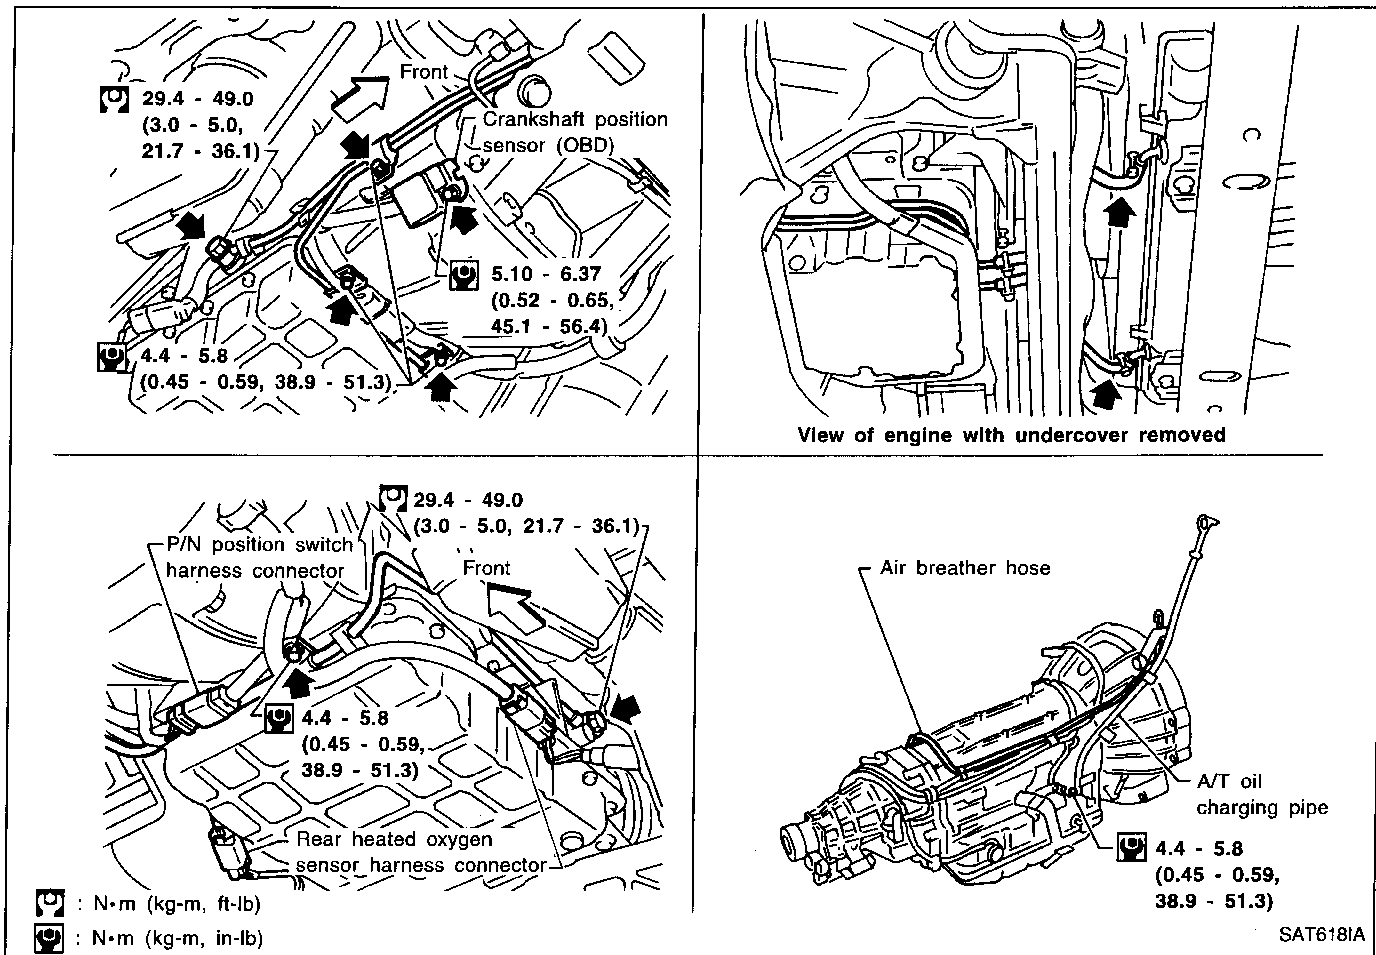 Front
29.4 - 49.0
(3.0 - 5.0,
21.7 - 36.1)
Crankshaft position
sensor (OBD)
5.10 - 6.37
(0.52 - 0.65,
45.1 - 56.4)
4.4 - 5.8
(0.45 - 0.59, 38.9 - 51.3)
View of engine with undercover removed
29.4 - 49.0
(3.0 - 5.0, 21.7 - 36.1)
P/N position switch
harness connector
Front
4.4 - 5.8
(0.45 - 0.59,
38.9 - 51.3)
Rear heated oxygen
sensor harness connector
Air breather hose
A/T oil
charging pipe
4.4 - 5.8
(0.45 - 0.59,
38.9 - 51.3)
: N•m (kg-m, ft-lb)
: N•m (kg-m, in-lb)
SAT618IA